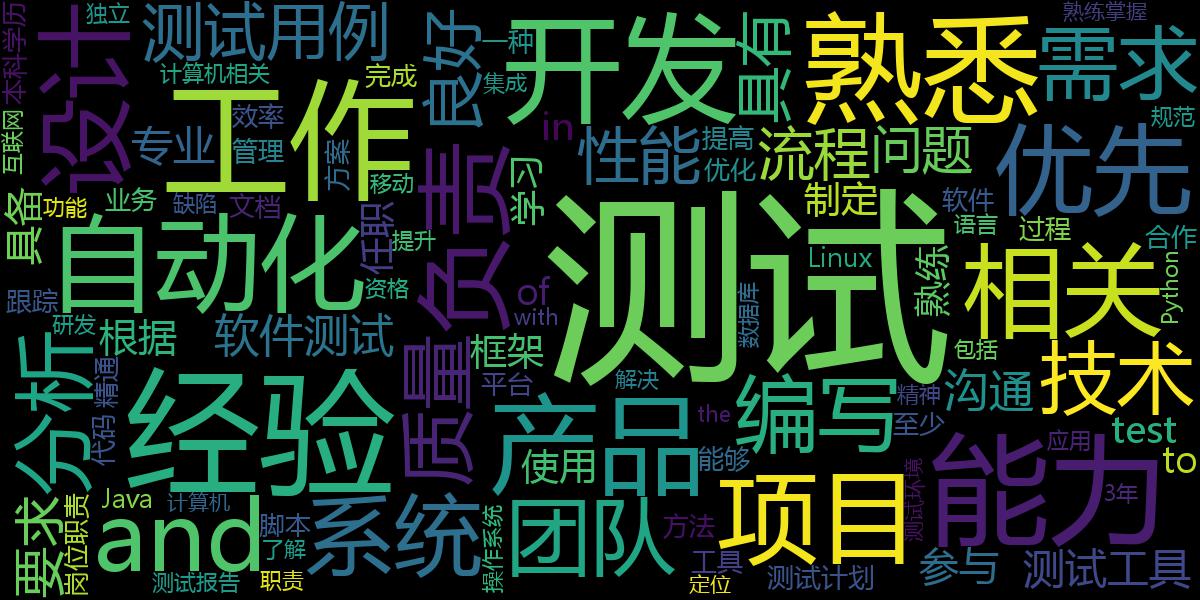 独立
测试用例
一种
开发
具有
熟悉
熟练掌握
需求
本科学历
设计
计算机相关
完成
良好
集成
in
性能
提高
流程
问题
规范
互联网
专业
工作
效率
管理
方案
移动
负责
学习
优化
制定
软件
优先
具备
功能
业务
缺陷
文档
任职
提升
测试
语言
过程
合作
自动化
资格
of
with
Linux
熟练
相关
Python
跟踪
研发
根据
软件测试
框架
数据库
包括
技术
分析
精通
代码
经验
质量
平台
解决
产品
the
编写
精神
至少
沟通
test
使用
能够
能力
应用
to
要求
岗位职责
Java
计算机
and
脚本
了解
系统
操作系统
团队
方法
项目
测试环境
3年
测试报告
职责
工具
定位
测试计划
参与
测试工具